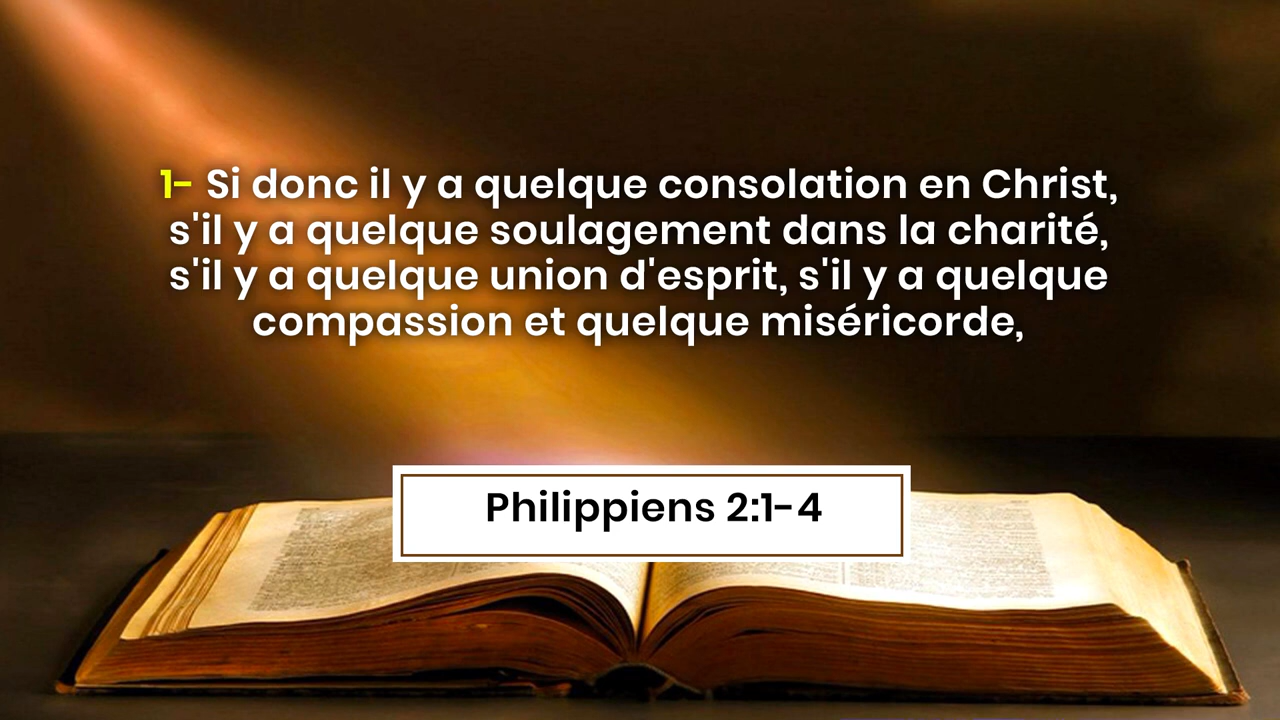 1- Si donc il y a quelque consolation en Christ,
s'il y a quelque soulagement dans la charité,
s'il y a quelque union d'esprit, s'il y a quelque
compassion et quelque miséricorde,
Philippiens 2:1-4